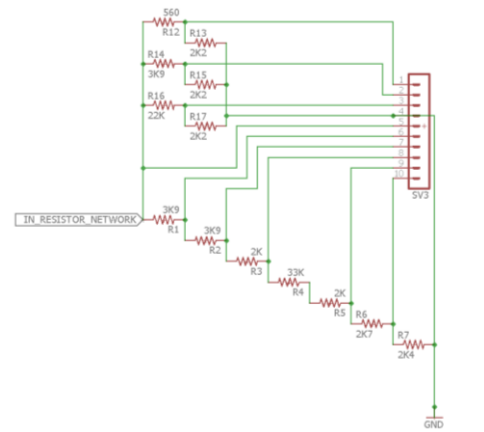 560
R12
R13
2K2
R14
3K9
R15
2K2
R16
22K
R17
2K2
1
2
3
4
5
6
7
8
9
10
SV3
IN_RESISTOR_NETWORK
3K9
R1
3K9
R2
2K
R3
33K
R4
2K
R5
R6
2K7
R7
2K4
GND